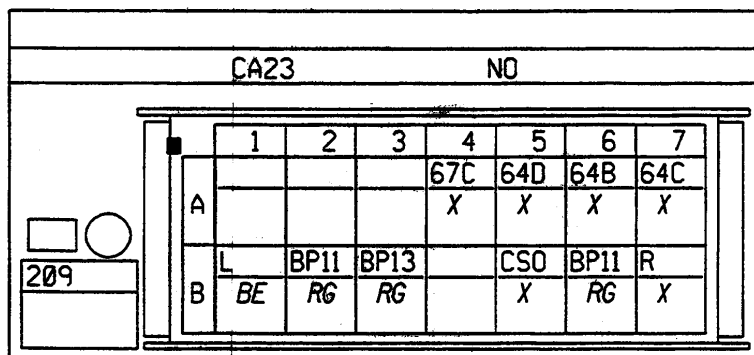 CA23 NO
1 2 3 4 5 6 7
67C 64D 64B 64C
A X X X X
L BP11 BP13 CSO BP11 R
209
B BE RG RG X RG X